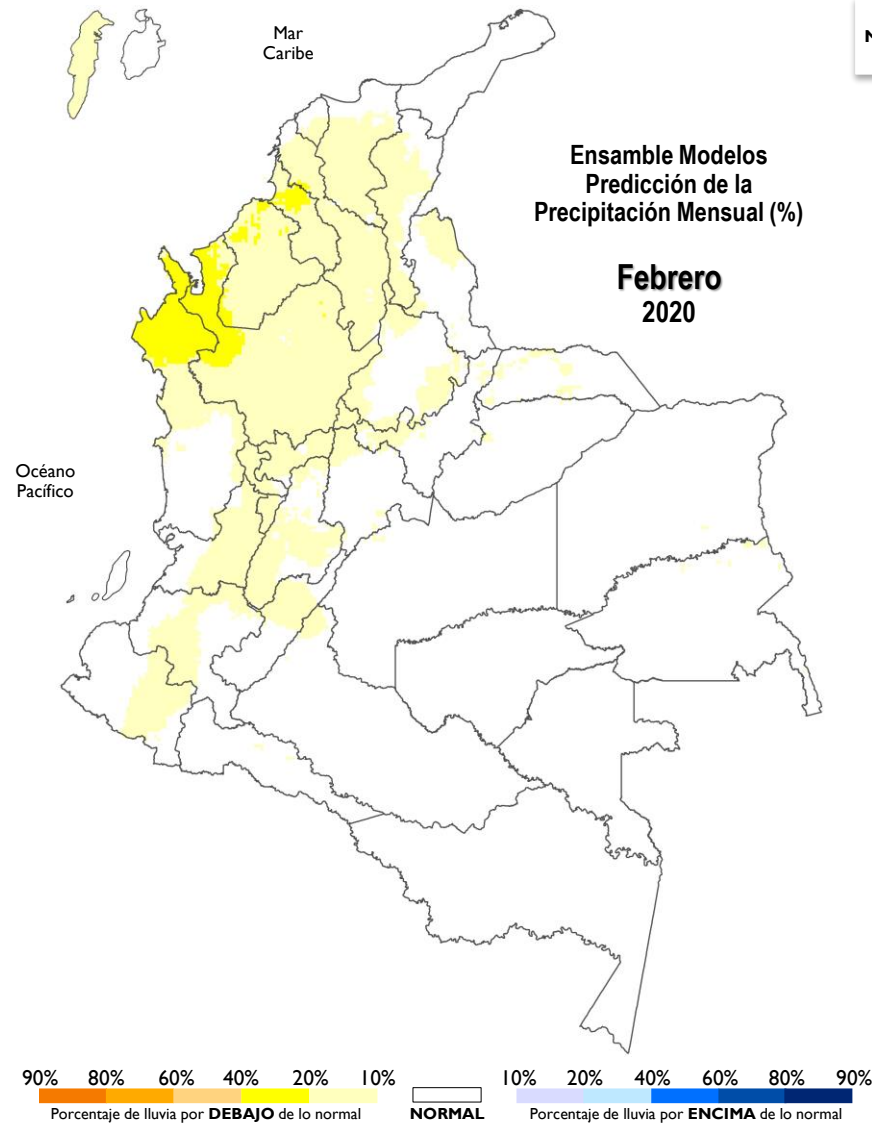 Mar
Caribe
Ensamble Modelos
Predicción de la
Precipitación Mensual (%)
Febrero
2020
Océano
Pacífico
90% 80% 60% 40% 20% 10% 10% 20% 40% 60% 80% 90%
Porcentaje de lluvia por DEBAJO de lo normal NORMAL Porcentaje de lluvia por ENCIMA de lo normal